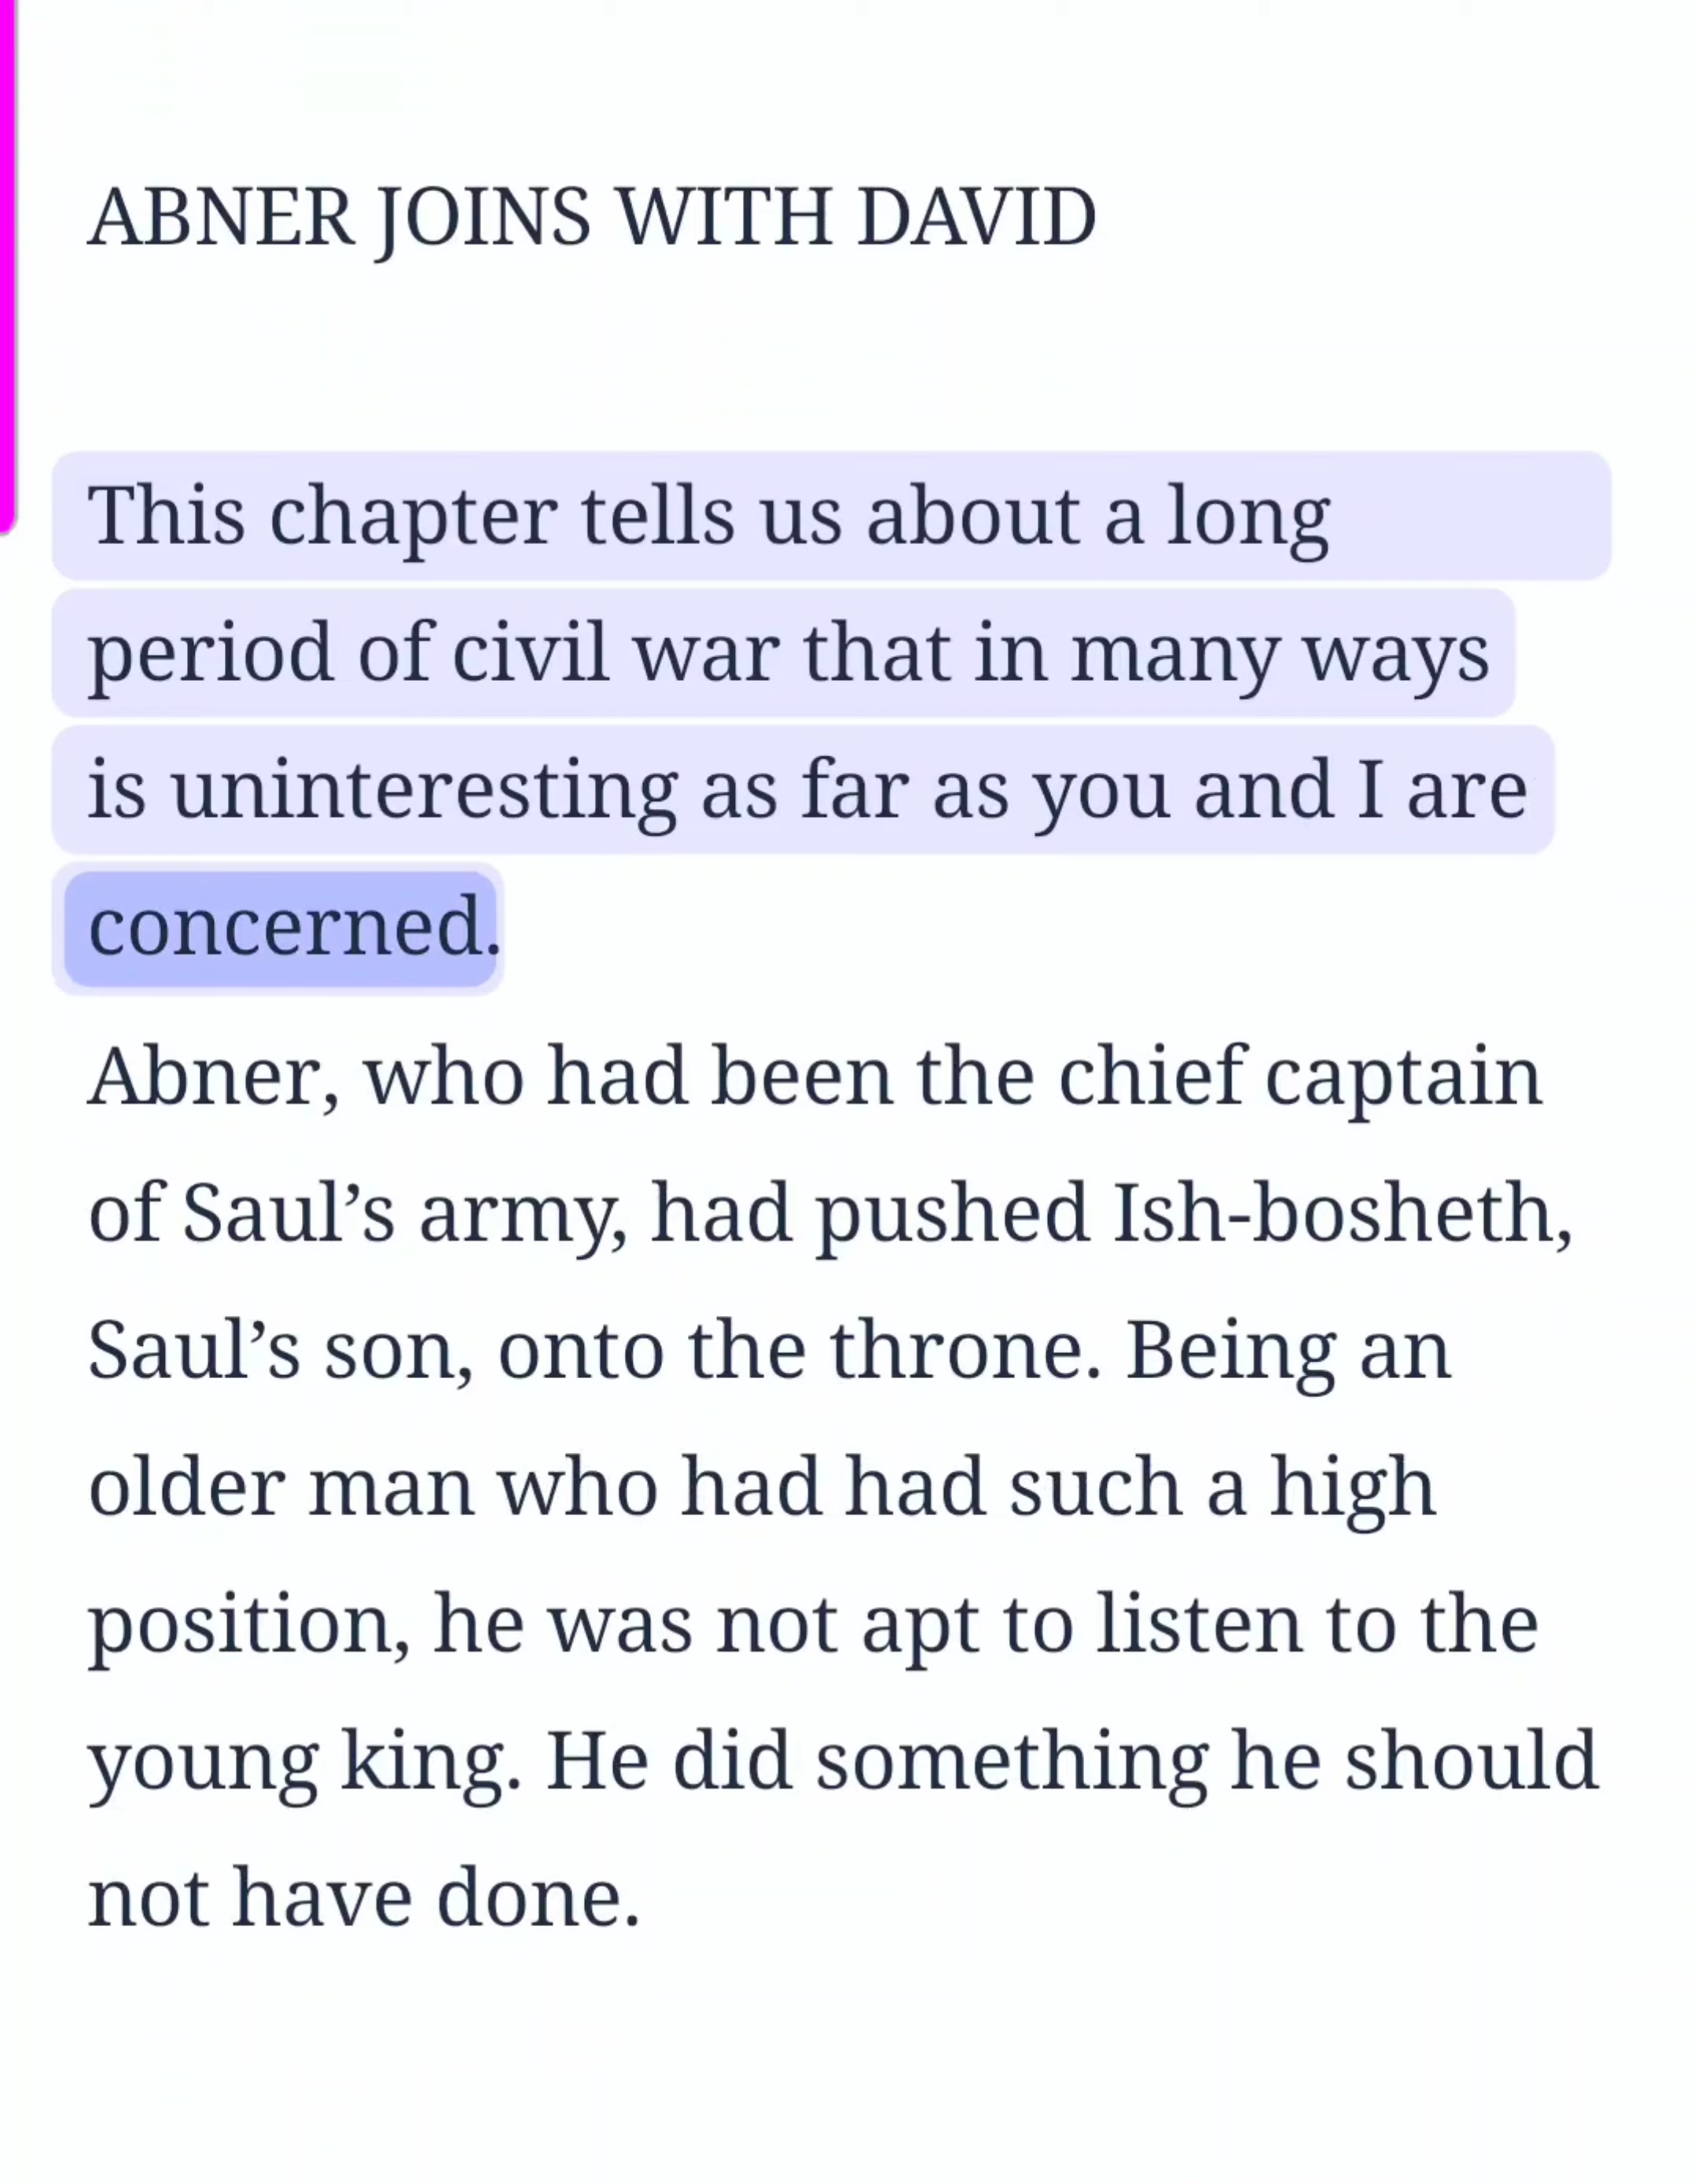 ABNER JOINS WITH DAVID
This chapter tells us about a long
period of civil war that in many ways
is uninteresting as far as you and I are
concerned.
Abner, who had been the chief captain
of Saul’s army, had pushed Ish-bosheth,
Saul’s son, onto the throne. Being an
older man who had had such a high
position, he was not apt to listen to the
young king. He did something he should
not have done.